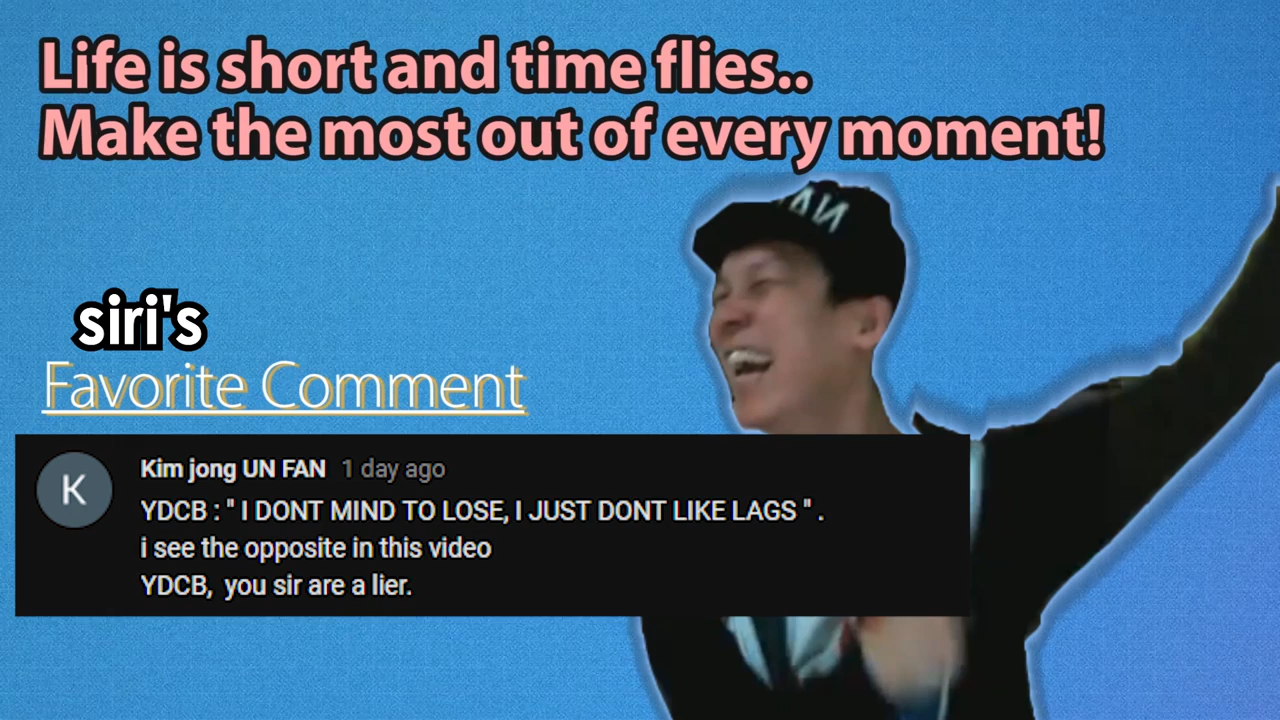 Life is short and time flies..
Make the most out of every moment!
siri's
Favorite Comment
K
Kim jong UN FAN 1 day ago
YDCB : " I DONT MIND TO LOSE, I JUST DONT LIKE LAGS " .
i see the opposite in this video
YDCB, you sir are a lier.